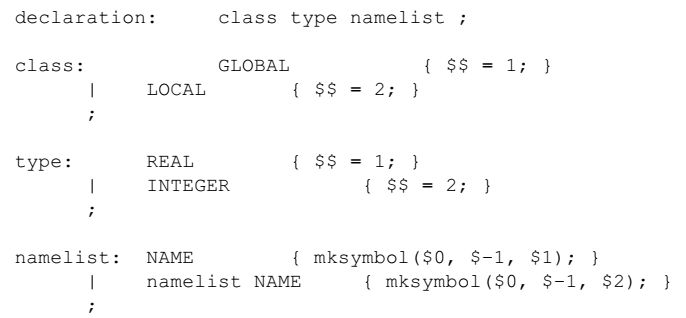 declaration: class type namelist ;
class: GLOBAL { $$ = 1; }
| LOCAL { $$ = 2; }
;
type: REAL { $$ = 1; }
| INTEGER { $$ = 2; }
;
namelist: NAME { mksymbol($0, $-1, $1); }
| namelist NAME { mksymbol($0, $-1, $2); }
;